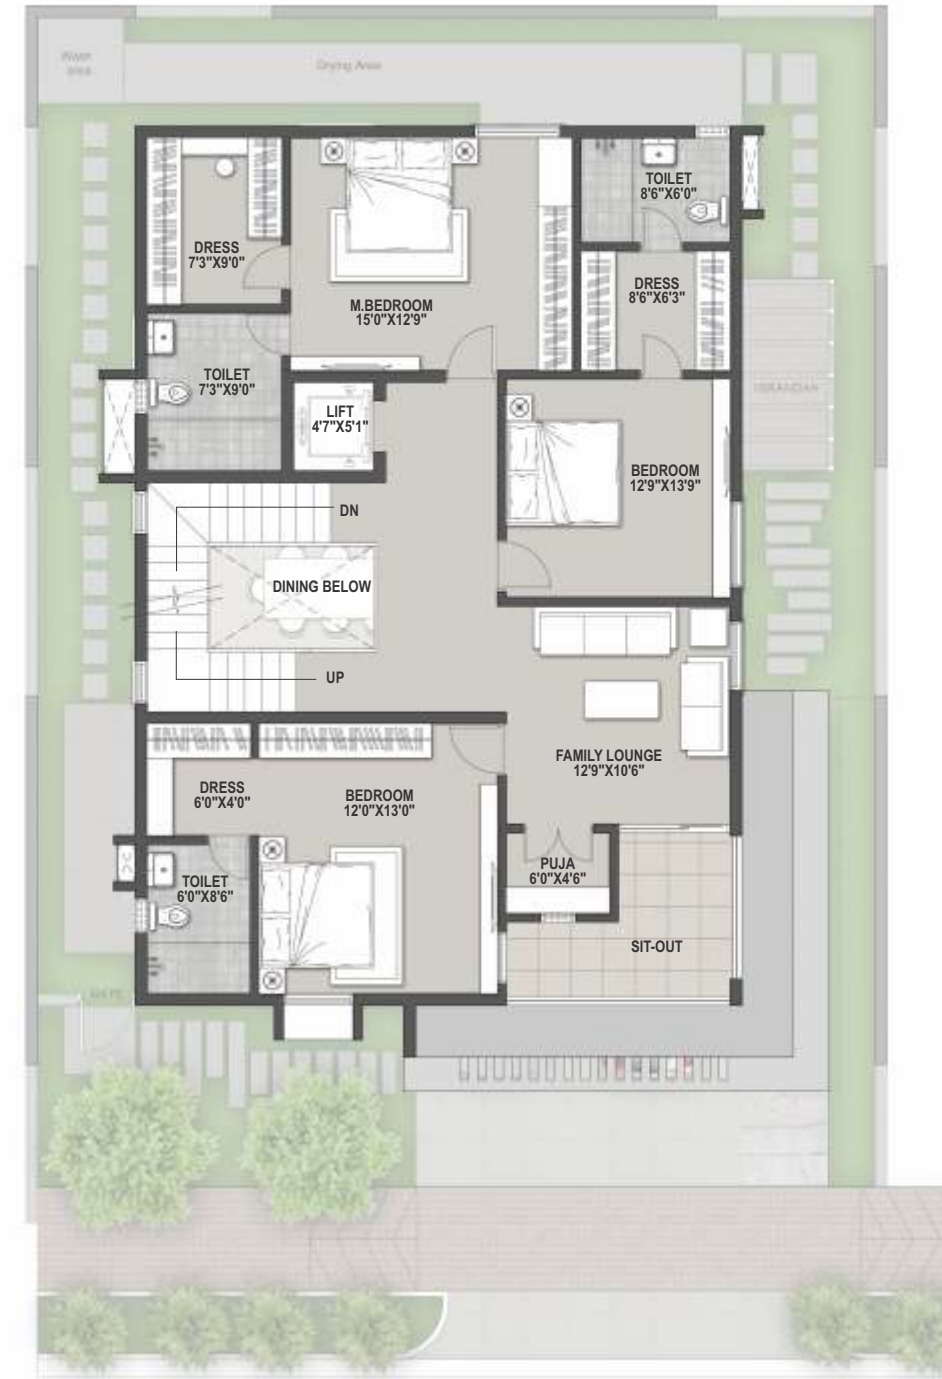 Wash
area
Drying Area
TOILET
8'6"X6'0"
DRESS
7'3"X9'0"
DRESS
8'6"X6'3"
M.BEDROOM
15'0"X12'9"
TOILET
7'3"X9'0"
LIFT
4'7"X5'1"
BEDROOM
12'9"X13'9"
DN
DINING BELOW
UP
FAMILY LOUNGE
12'9"X10'6"
DRESS
6'0"X4'0"
BEDROOM
12'0"X13'0"
PUJA
6'0"X4'6"
TOILET
6'0"X8'6"
SIT-OUT
GATE